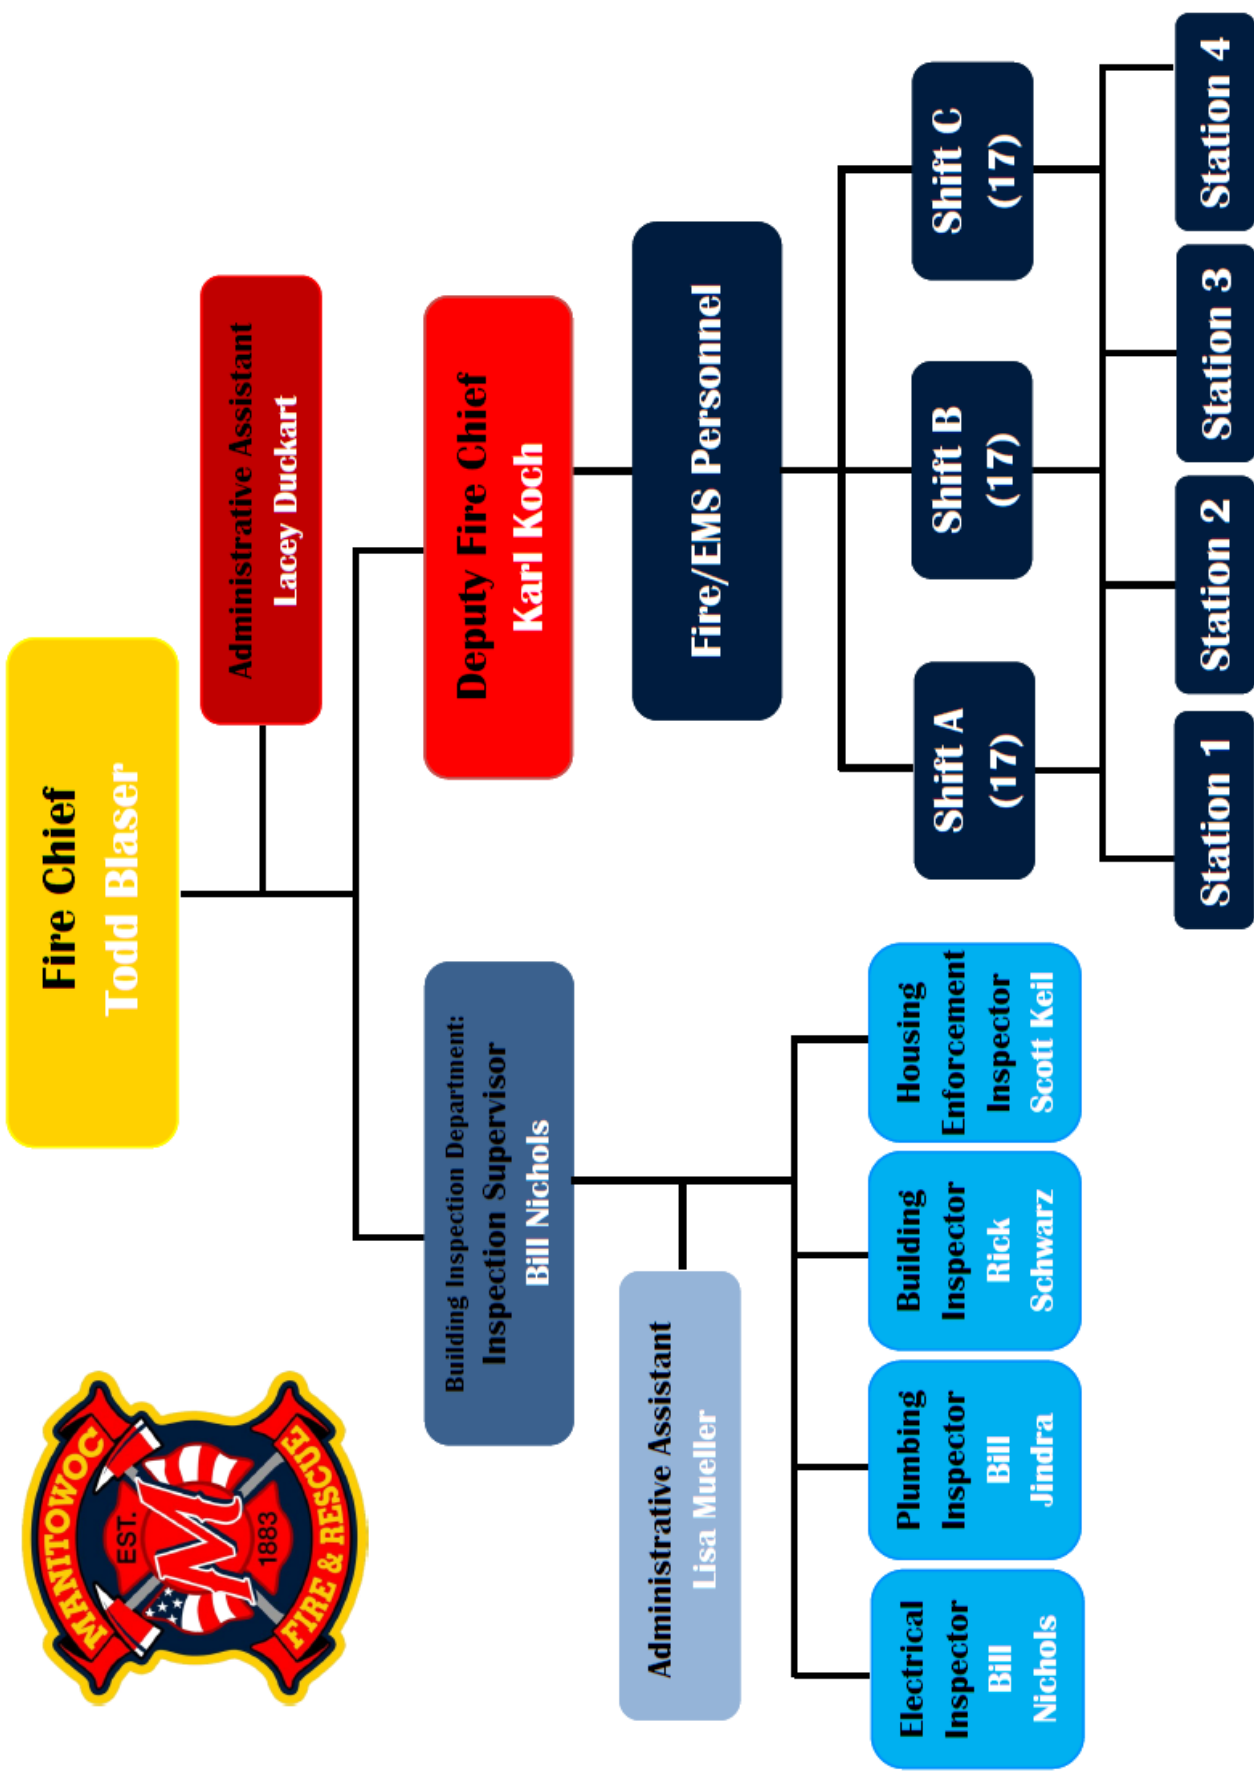 MANITOWOC
EST.
M
1883
FIRE & RESCUE
Fire Chief
Todd Blaser
Administrative Assistant
Lacey Duckart
Building Inspection Department:
Inspection Supervisor
Bill Nichols
Deputy Fire Chief
Karl Koch
Administrative Assistant
Lisa Mueller
Fire/EMS Personnel
Electrical
Inspector
Bill
Nichols
Plumbing
Inspector
Bill
Jindra
Building
Inspector
Rick
Schwarz
Housing
Enforcement
Inspector
Scott Keil
Shift A
(17)
Shift B
(17)
Shift C
(17)
Station 1
Station 2
Station 3
Station 4